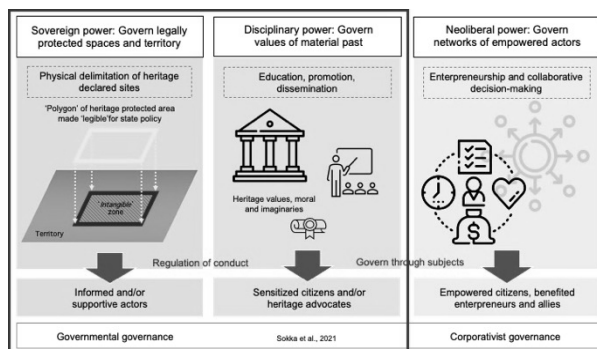 Sovereign power: Govern legally
protected spaces and territory
Physical delimitation of heritage
declared sites
'Polygon' of heritage protected area
made 'legible'for state policy
'Intangible'
zone
Territory
Informed and/or
supportive actors
Governmental governance
Disciplinary power: Govern
values of material past
Education, promotion,
dissemination
Heritage values, moral
and imaginaries
Regulation of conduct
Govern through subjects
Sensitized citizens and/or
heritage advocates
Sokka et al., 2021
Neoliberal power: Govern
networks of empowered actors
Enterpreneurship and collaborative
decision-making
Empowered citizens, benefited
enterpreneurs and allies
Corporativist governance